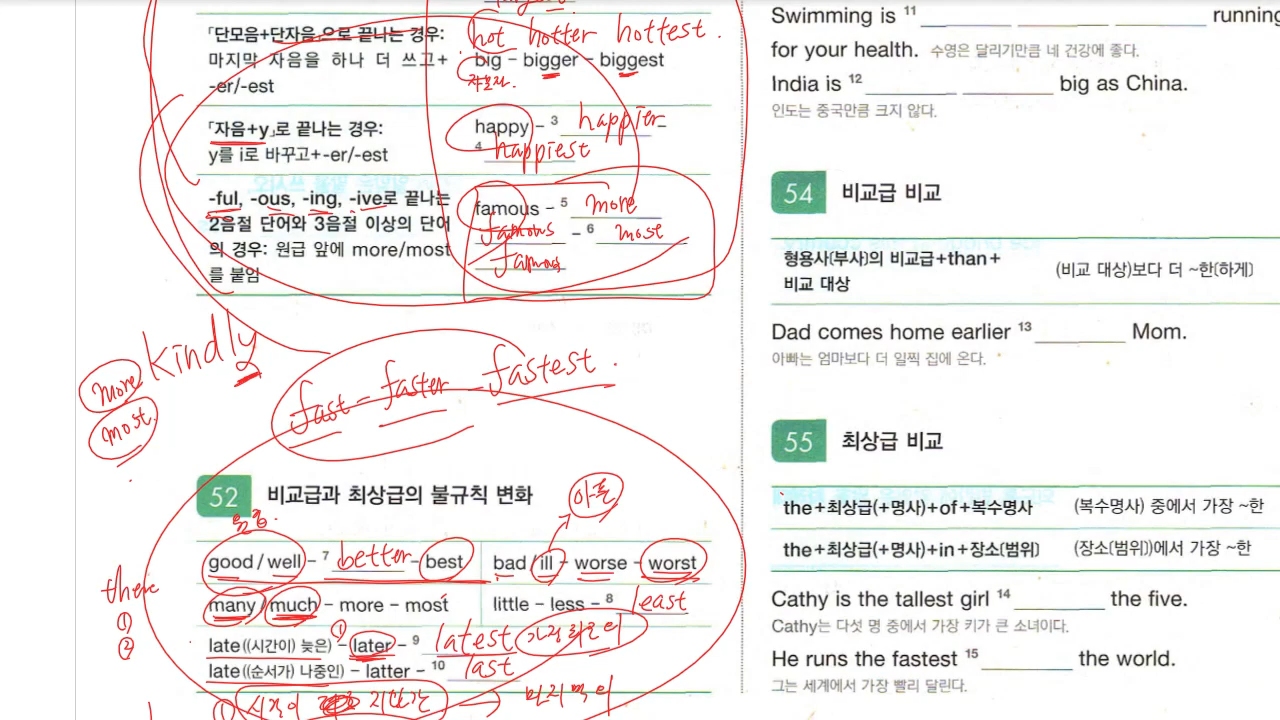 hot hotter hottest.
「단모음+단자음」으로 끝나는 경우:
마지막 자음을 하나 더 쓰고+
-er/-est
big – bigger – biggest
「자음+y」로 끝나는 경우:
y를 i로 바꾸고+-er/-est
happy – 3 happier –
4 happiest
-ful, -ous, -ing, -ive로 끝나는
2음절 단어와 3음절 이상의 단어
의 경우: 원급 앞에 more/most
를 붙임
famous – 5 more
famous – 6 most
famous
kindly
more
most
fast – faster – fastest.
52 비교급과 최상급의 불규칙 변화
아픈
good/well – 7 better – best
bad/ill – worse – worst
many/much – more – most
little – less – 8 least
there
①
②
①
late((시간이) 늦은) – later – 9 latest
late((순서가) 나중인) – latter – 10 last
①
Swimming is 11 running
for your health. 수영은 달리기만큼 네 건강에 좋다.
India is 12 big as China.
인도는 중국만큼 크지 않다.
54 비교급 비교
형용사[부사]의 비교급+than+
비교 대상
(비교 대상)보다 더 ~한[하게]
Dad comes home earlier 13 Mom.
아빠는 엄마보다 더 일찍 집에 온다.
55 최상급 비교
the+최상급(+명사)+of+복수명사 (복수명사) 중에서 가장 ~한
the+최상급(+명사)+in+장소[범위] (장소[범위])에서 가장 ~한
Cathy is the tallest girl 14 the five.
Cathy는 다섯 명 중에서 가장 키가 큰 소녀이다.
He runs the fastest 15 the world.
그는 세계에서 가장 빨리 달린다.